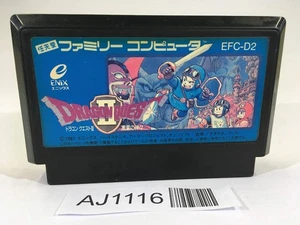 任天堂 ファミリー コンピュータ EFC-D2
ENIX
エニックス
DRAGON QUEST
II
ドラゴンクエストII
AJ1116